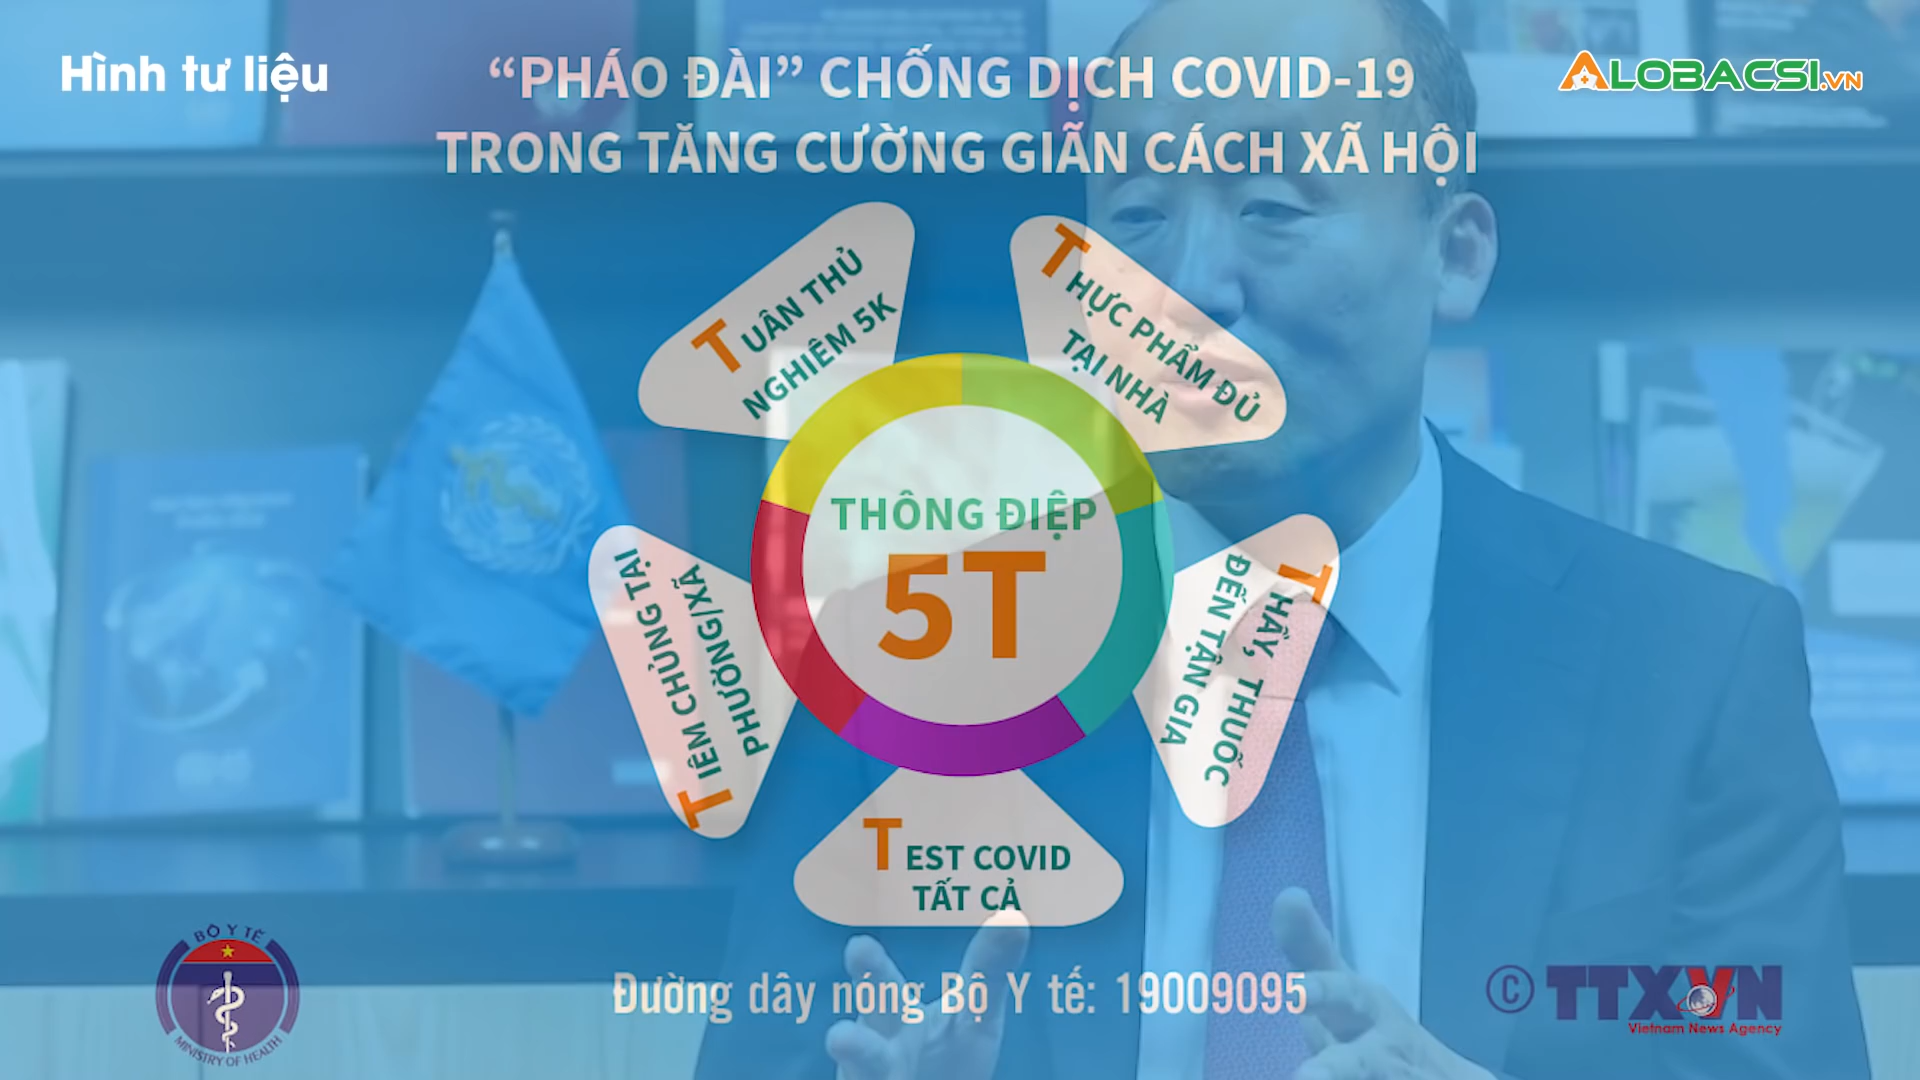 Hình tư liệu
“PHÁO ĐÀI” CHỐNG DỊCH COVID-19
TRONG TĂNG CƯỜNG GIÃN CÁCH XÃ HỘI
ALOBACSI.VN
TUÂN THỦ
NGHIÊM 5K
THỰC PHẨM ĐỦ
TẠI NHÀ
THÔNG ĐIỆP
5T
TIÊM CHỦNG TẠI
PHƯỜNG/XÃ
THẦY, THUỐC
ĐẾN TẬN GIA
TEST COVID
TẤT CẢ
BỘ Y TẾ
MINISTRY OF HEALTH
Đường dây nóng Bộ Y tế: 19009095
© TTXVN
Vietnam News Agency